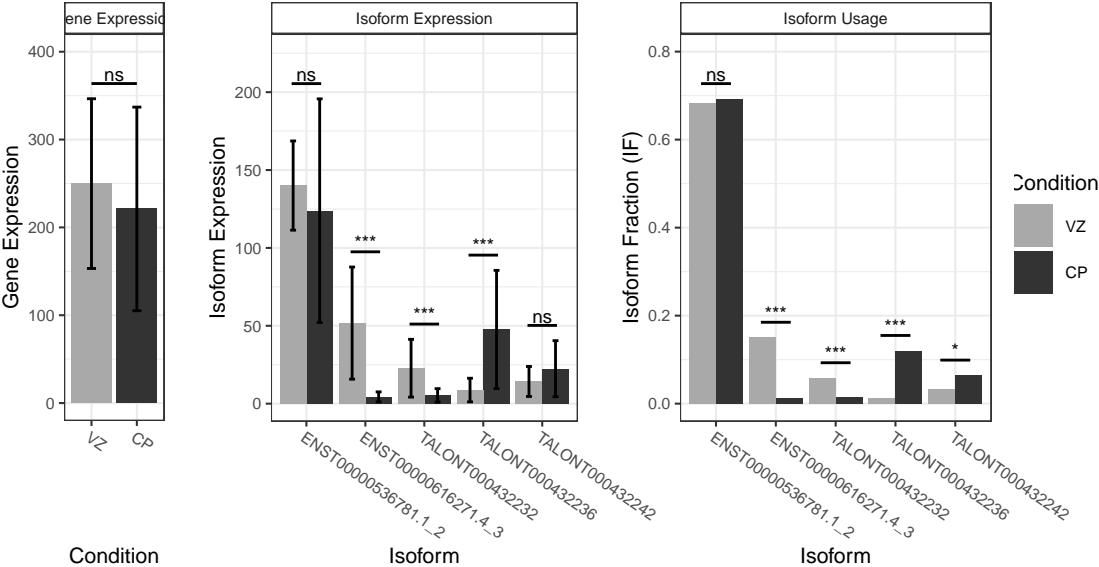 ene Expressio
Gene Expression
400
300
200
100
0
ns
VZ
CP
Condition
Isoform Expression
Isoform Expression
200
150
100
50
0
ns
***
***
***
ns
ENST00000536781.1_2
ENST00000616271.4_3
TALONT000432232
TALONT000432236
TALONT000432242
Isoform
Isoform Usage
Isoform Fraction (IF)
0.8
0.6
0.4
0.2
0.0
ns
***
***
***
*
ENST00000536781.1_2
ENST00000616271.4_3
TALONT000432232
TALONT000432236
TALONT000432242
Isoform
Condition
VZ
CP